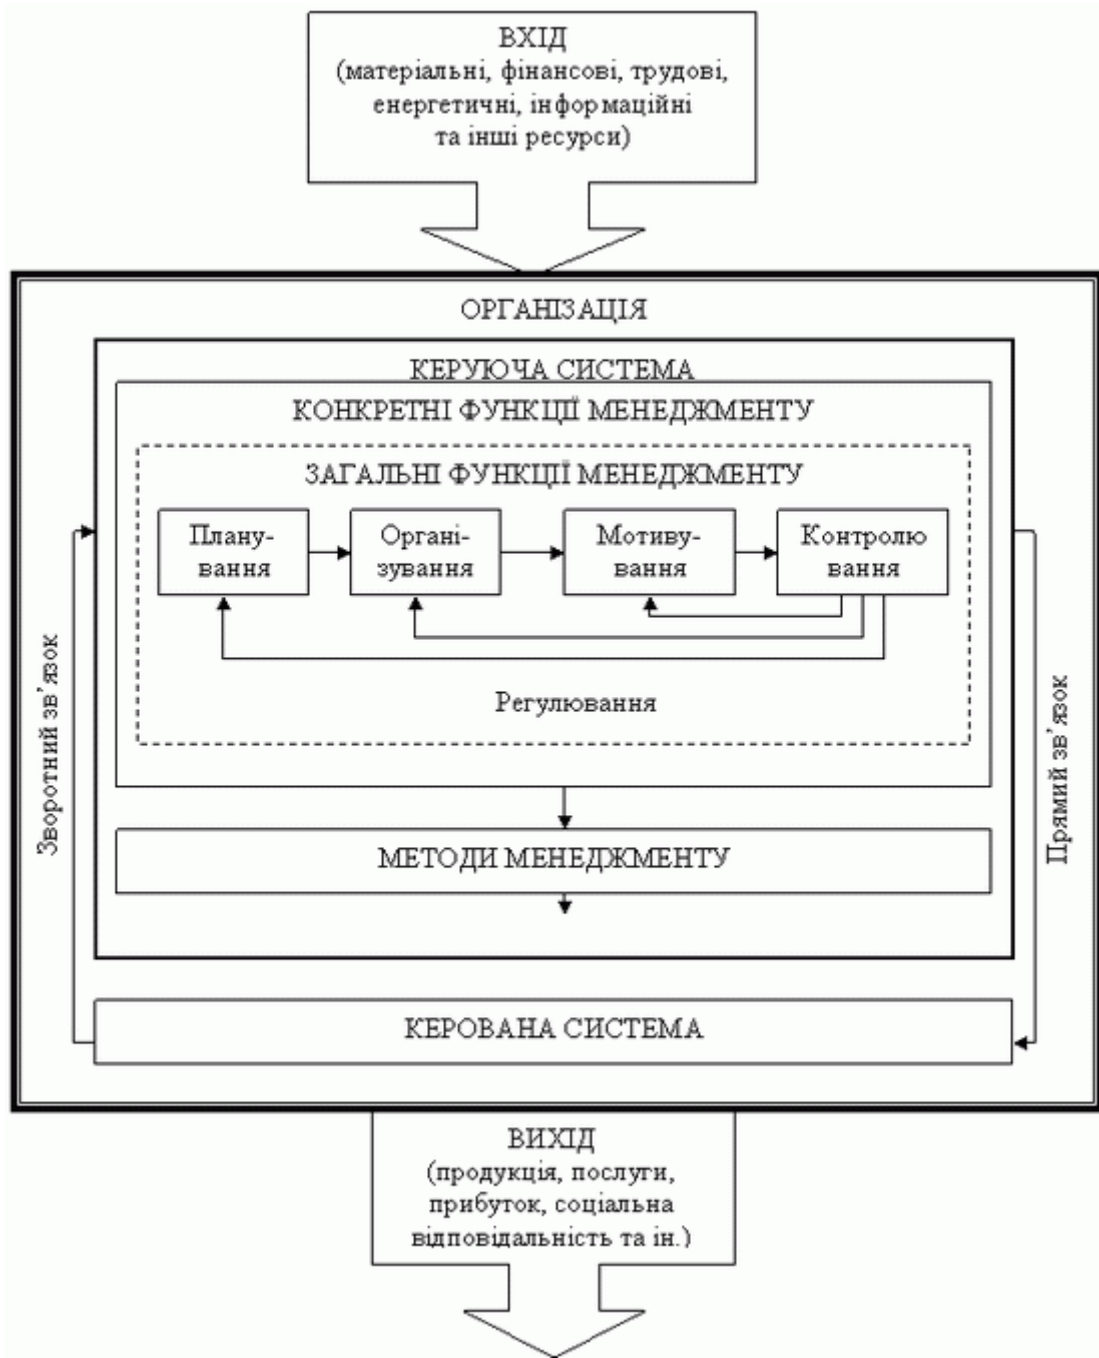 ВХІД
(матеріальні, фінансові, трудові,
енергетичні, інформаційні
та інші ресурси)
ОРГАНІЗАЦІЯ
КЕРУЮЧА СИСТЕМА
КОНКРЕТНІ ФУНКЦІЇ МЕНЕДЖМЕНТУ
ЗАГАЛЬНІ ФУНКЦІЇ МЕНЕДЖМЕНТУ
Плану-
вання
Органі-
зування
Мотиву-
вання
Контролю
вання
Регулювання
Зворотний зв’язок
Прямий зв’язок
МЕТОДИ МЕНЕДЖМЕНТУ
КЕРОВАНА СИСТЕМА
ВИХІД
(продукція, послуги,
прибуток, соціальна
відповідальність та ін.)